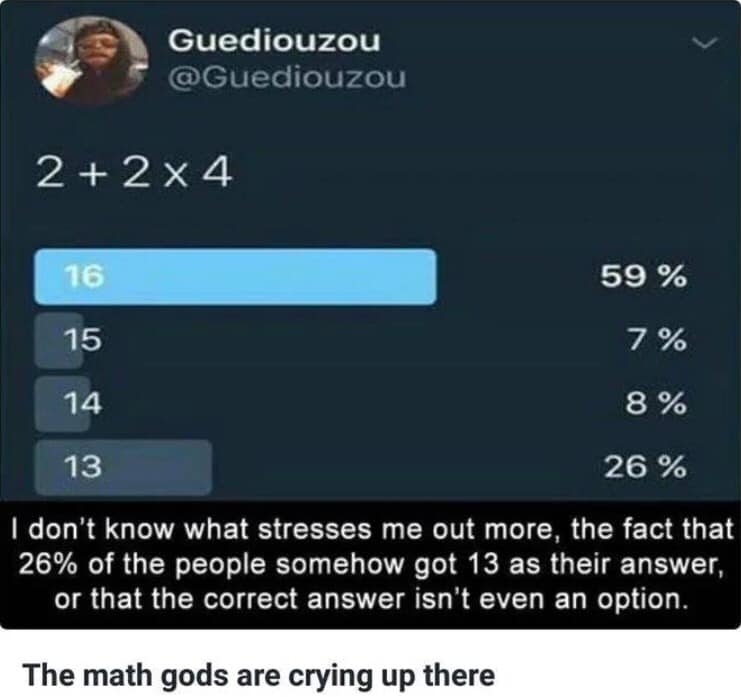 Guediouzou
@Guediouzou
2 + 2 x 4
16 59 %
15 7 %
14 8 %
13 26 %
I don't know what stresses me out more, the fact that
26% of the people somehow got 13 as their answer,
or that the correct answer isn't even an option.
The math gods are crying up there